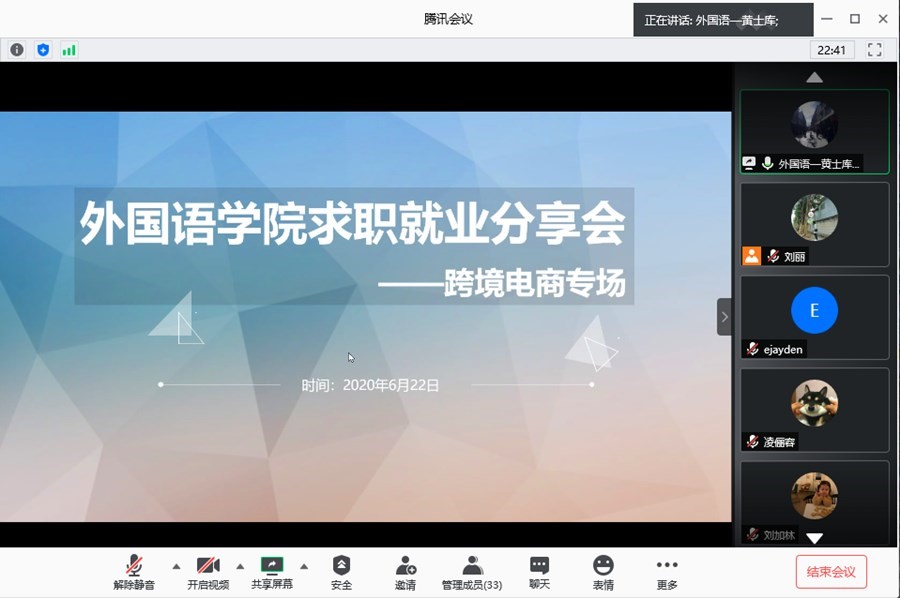 腾讯会议
正在讲话: 外国语—黄士库;
22:41
外国语学院求职就业分享会
——跨境电商专场
时间：2020年6月22日
外国语—黄士库...
刘丽
E
ejayden
凌俪容
刘加林
解除静音
开启视频
共享屏幕
安全
邀请
管理成员(33)
聊天
表情
更多
结束会议